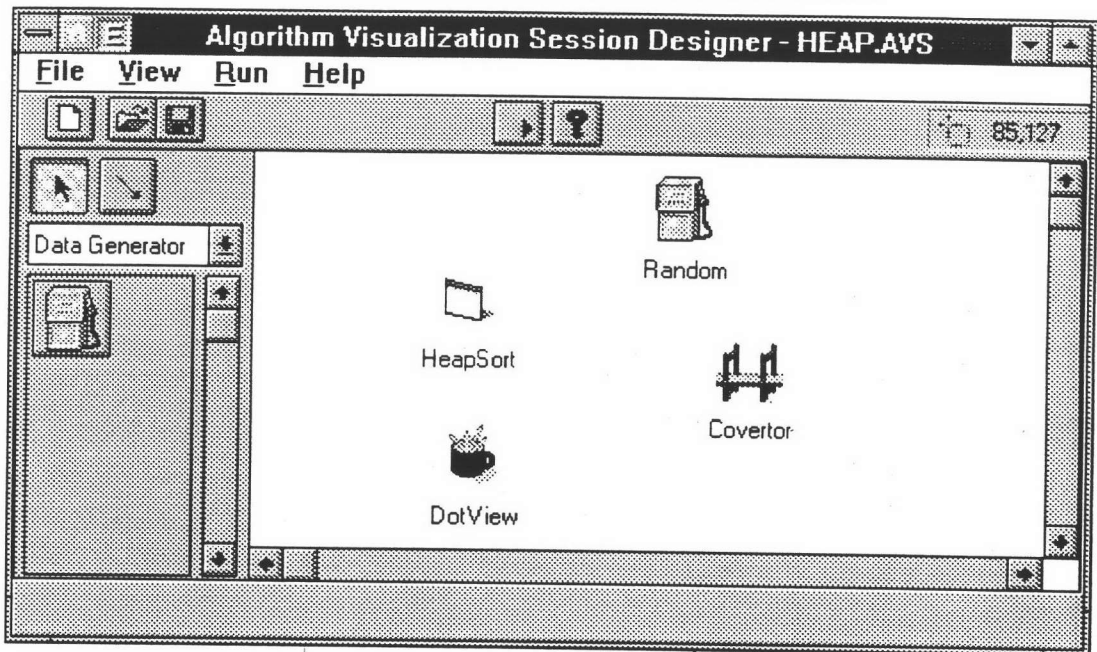 Algorithm Visualization Session Designer - HEAP.AVS
File View Run Help
85,127
Data Generator
Random
HeapSort
Covertor
DotView